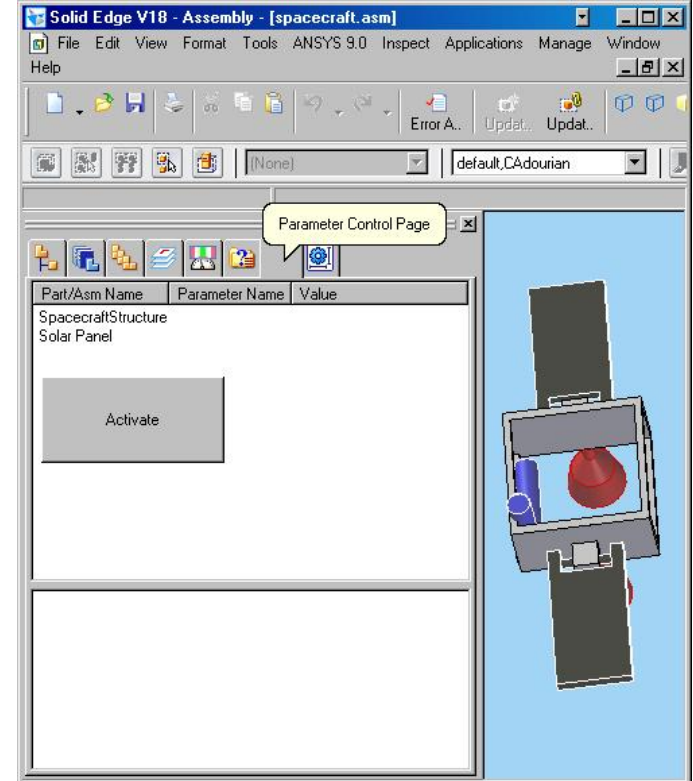 Solid Edge V18 - Assembly - [spacecraft.asm]
File Edit View Format Tools ANSYS 9.0 Inspect Applications Manage Window
Help
Error A.. Updat.. Updat..
(None) default,CAdourian
Parameter Control Page
Part/Asm Name Parameter Name Value
SpacecraftStructure
Solar Panel
Activate